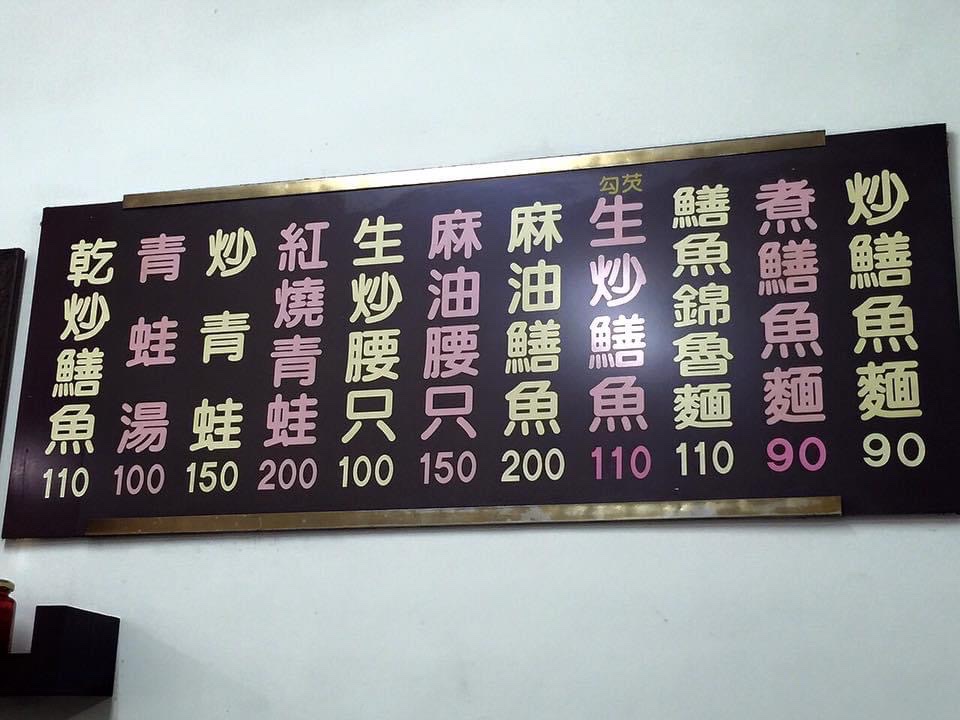 炒鱔魚麵 90
煮鱔魚麵 90
鱔魚錦魯麵 110
勾芡
生炒鱔魚 110
麻油鱔魚 200
麻油腰只 150
生炒腰只 100
紅燒青蛙 200
炒青蛙 150
青蛙湯 100
乾炒鱔魚 110